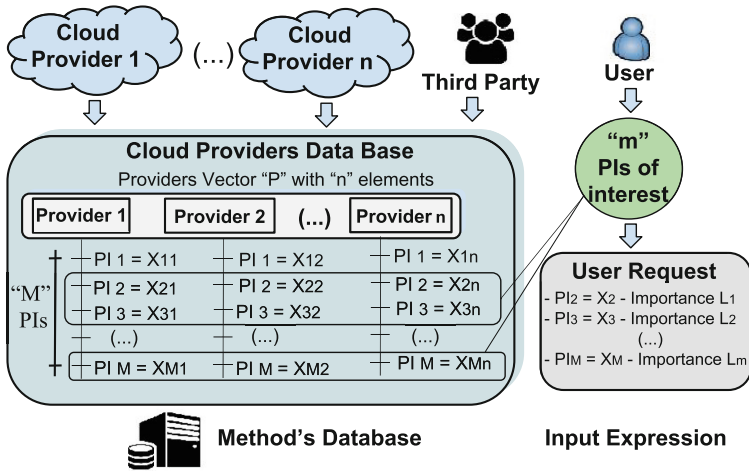 Cloud Provider 1
(...)
Cloud Provider n
Third Party
User
Cloud Providers Data Base
Providers Vector “P” with “n” elements
Provider 1
Provider 2
(...)
Provider n
“M” PIs
PI 1 = X11
PI 2 = X21
PI 3 = X31
(...)
PI M = XM1
PI 1 = X12
PI 2 = X22
PI 3 = X32
(...)
PI M = XM2
PI 1 = X1n
PI 2 = X2n
PI 3 = X3n
(...)
PI M = XMn
“m”
PIs of
interest
User Request
- PI2 = X2 - Importance L1
- PI3 = X3 - Importance L2
(...)
- PIM = XM - Importance Lm
Method's Database
Input Expression